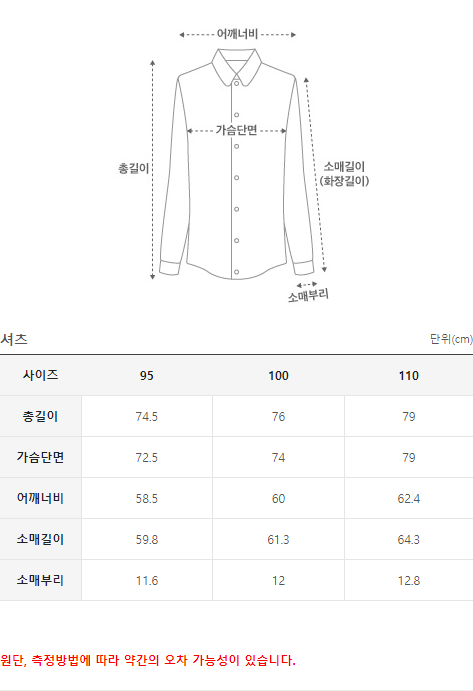 어깨너비
가슴단면
총길이
소매길이
(화장길이)
소매부리
셔츠 단위(cm)
사이즈 95 100 110
총길이 74.5 76 79
가슴단면 72.5 74 79
어깨너비 58.5 60 62.4
소매길이 59.8 61.3 64.3
소매부리 11.6 12 12.8
원단, 측정방법에 따라 약간의 오차 가능성이 있습니다.